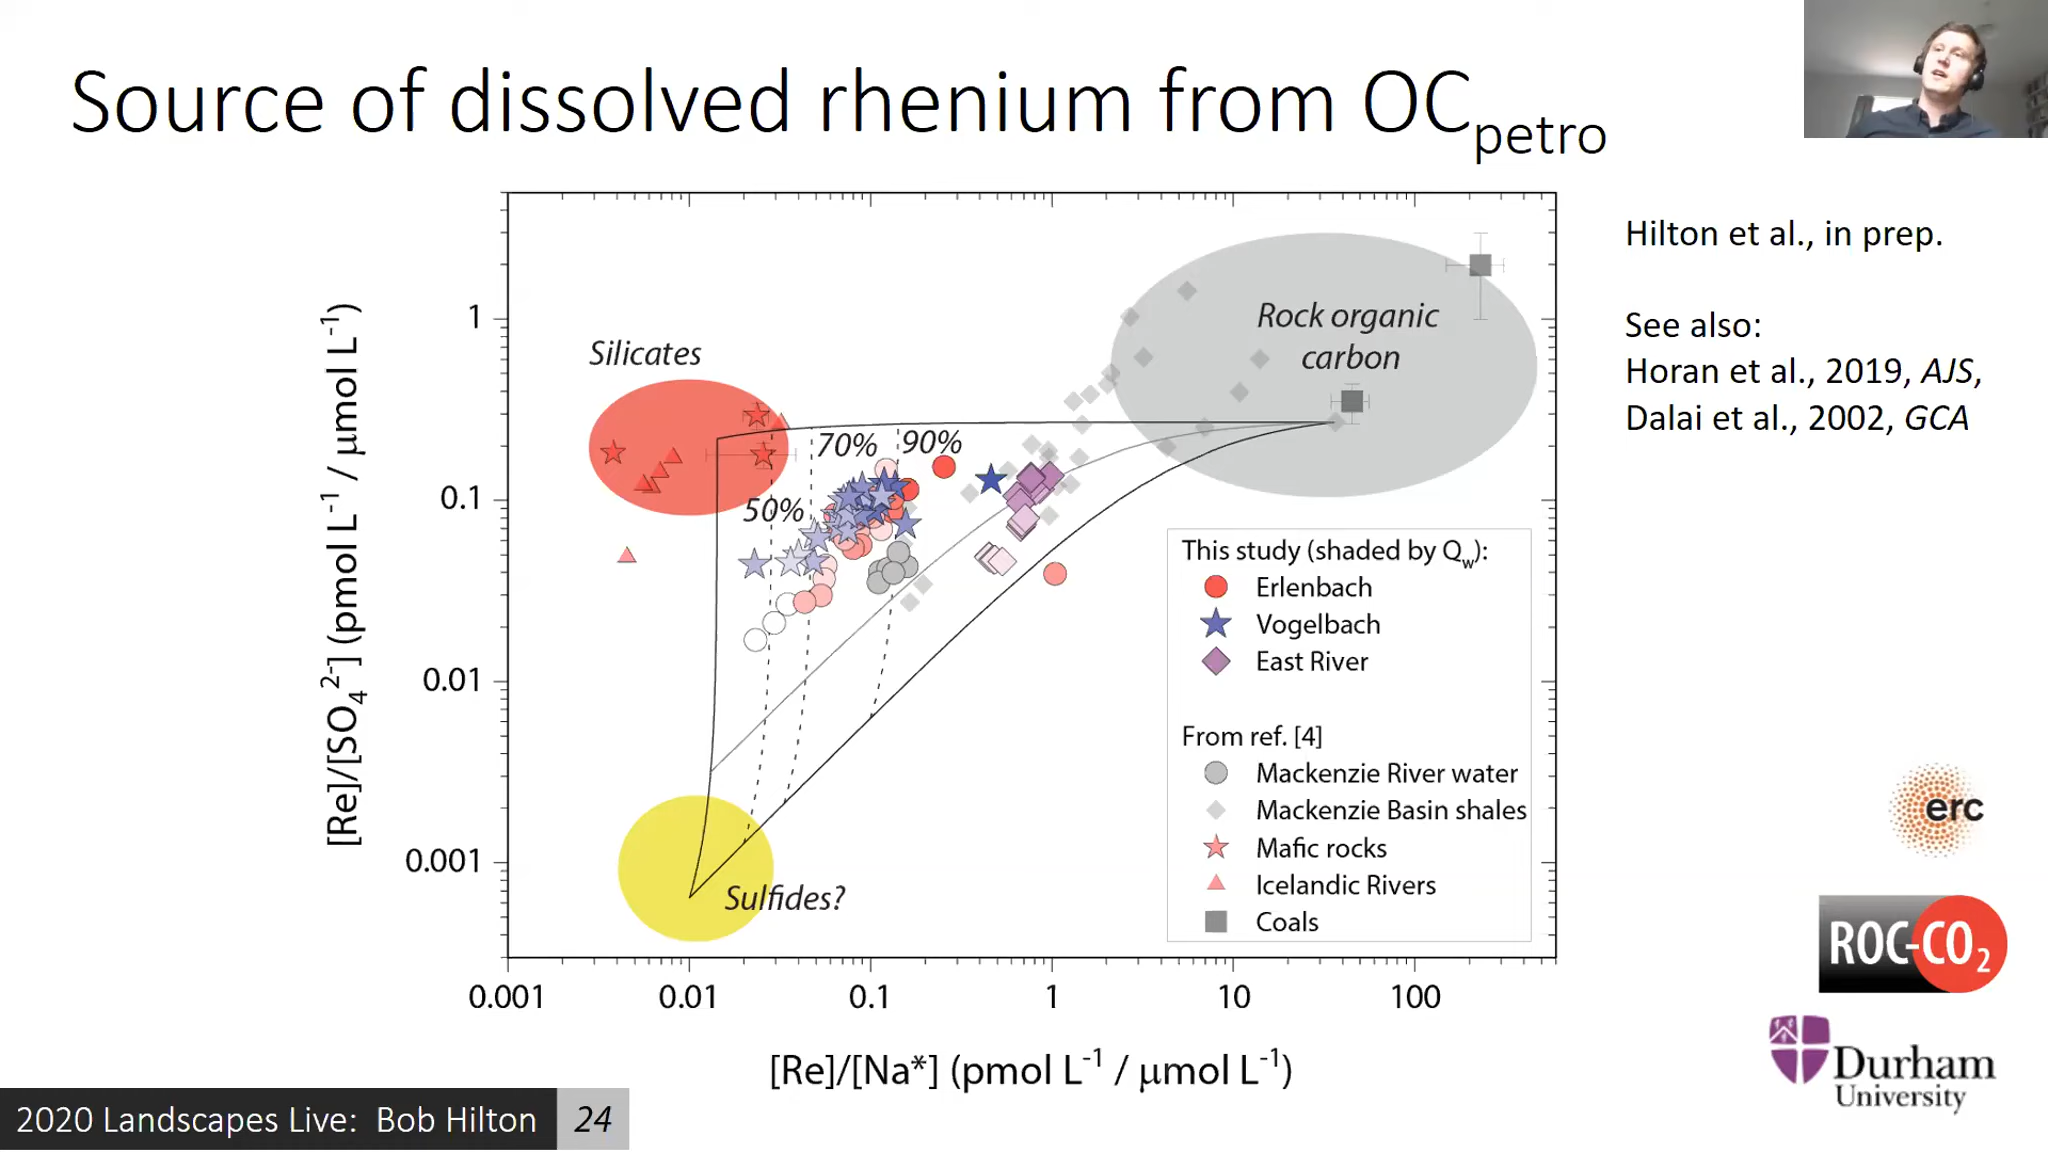 Source of dissolved rhenium from OCpetro
Hilton et al., in prep.
See also:
Horan et al., 2019, AJS,
Dalai et al., 2002, GCA
[Re]/[SO4 2-] (pmol L-1 / µmol L-1)
1
0.1
0.01
0.001
Silicates
Rock organic
carbon
70%
90%
50%
Sulfides?
This study (shaded by Qw):
Erlenbach
Vogelbach
East River
From ref. [4]
Mackenzie River water
Mackenzie Basin shales
Mafic rocks
Icelandic Rivers
Coals
0.001
0.01
0.1
1
10
100
[Re]/[Na*] (pmol L-1 / µmol L-1)
erc
ROC-CO2
Durham
University
2020 Landscapes Live: Bob Hilton
24